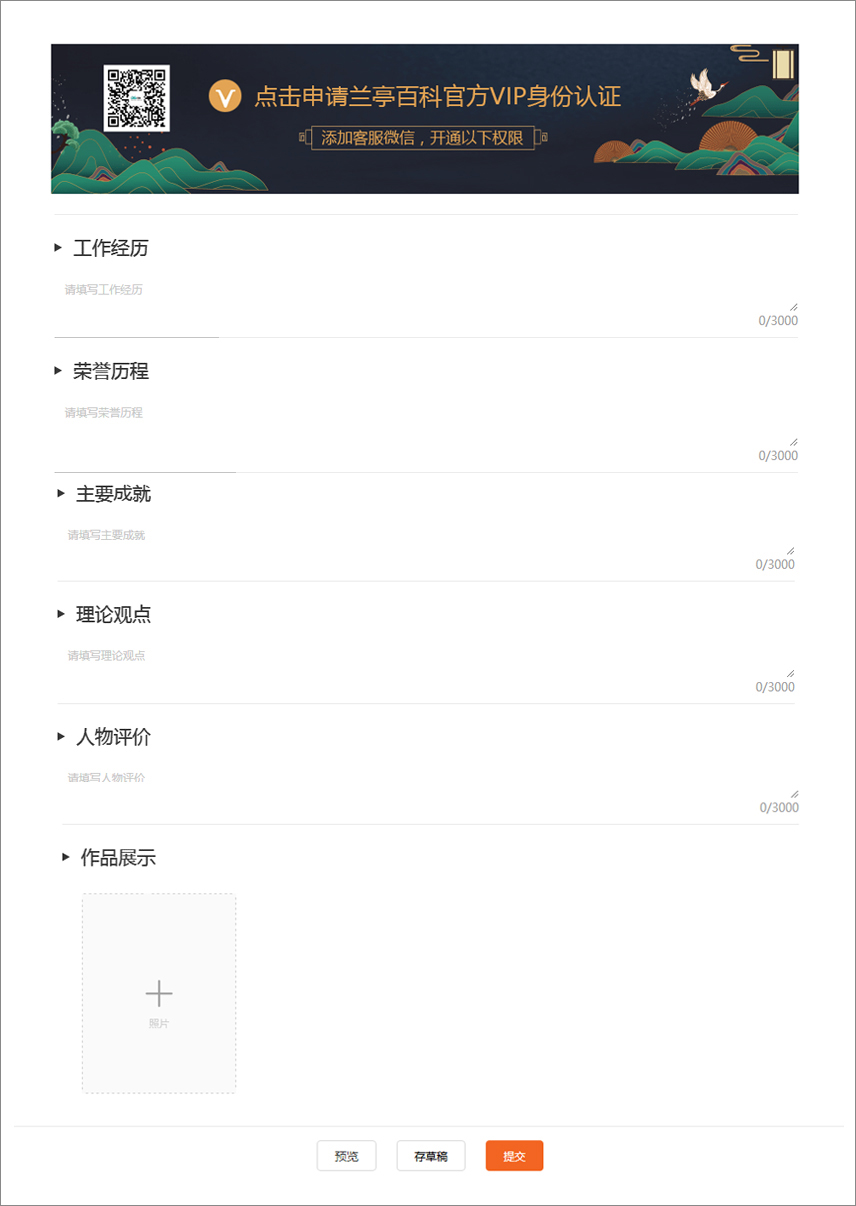 点击申请兰亭百科官方VIP身份认证
添加客服微信，开通以下权限
工作经历
请填写工作经历
0/3000
荣誉历程
请填写荣誉历程
0/3000
主要成就
请填写主要成就
0/3000
理论观点
请填写理论观点
0/3000
人物评价
请填写人物评价
0/3000
作品展示
照片
预览 存草稿 提交